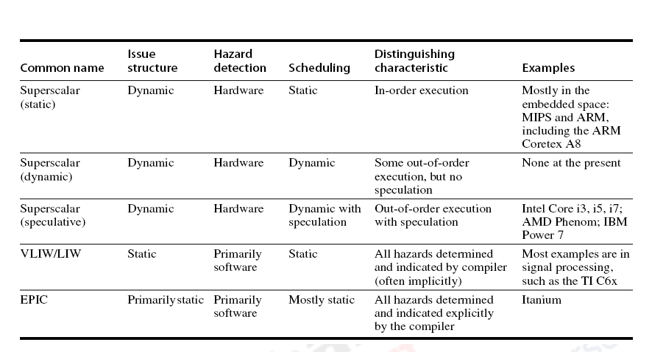 Common name Issue structure Hazard detection Scheduling Distinguishing characteristic Examples
Superscalar (static) Dynamic Hardware Static In-order execution Mostly in the embedded space: MIPS and ARM, including the ARM Coretex A8
Superscalar (dynamic) Dynamic Hardware Dynamic Some out-of-order execution, but no speculation None at the present
Superscalar (speculative) Dynamic Hardware Dynamic with speculation Out-of-order execution with speculation Intel Core i3, i5, i7; AMD Phenom; IBM Power 7
VLIW/LIW Static Primarily software Static All hazards determined and indicated by compiler (often implicitly) Most examples are in signal processing, such as the TI C6x
EPIC Primarily static Primarily software Mostly static All hazards determined and indicated explicitly by the compiler Itanium